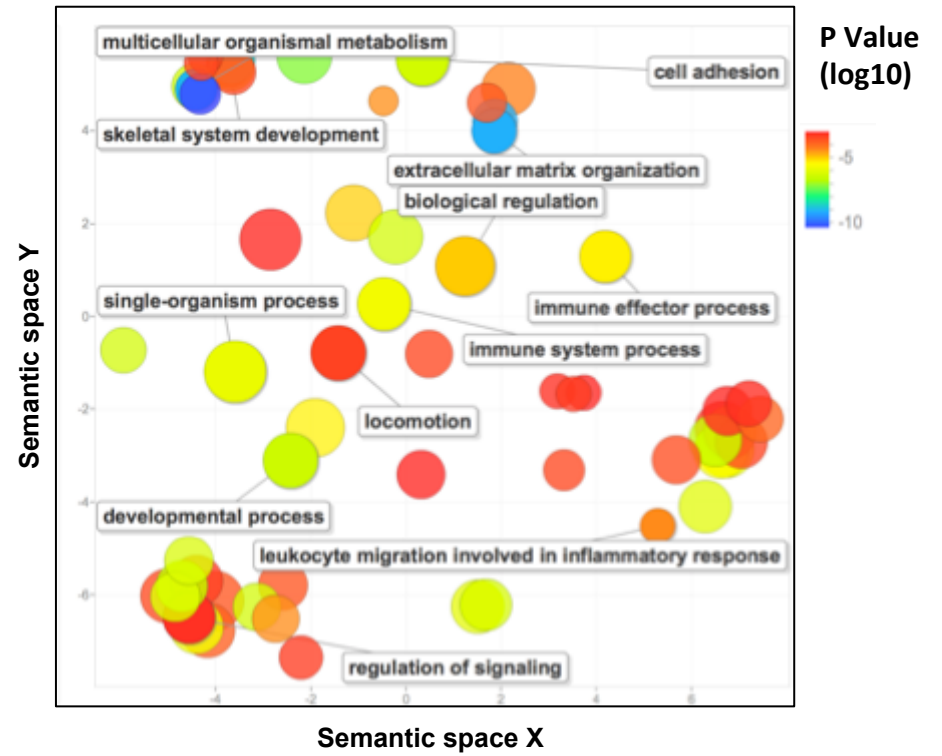 multicellular organismal metabolism
P Value
(log10)
cell adhesion
skeletal system development
4
-5
extracellular matrix organization
biological regulation
-10
2
immune effector process
single-organism process
0
immune system process
Semantic space Y
-2
locomotion
-4
developmental process
leukocyte migration involved in inflammatory response
-6
regulation of signaling
-4
-2
0
2
4
6
Semantic space X